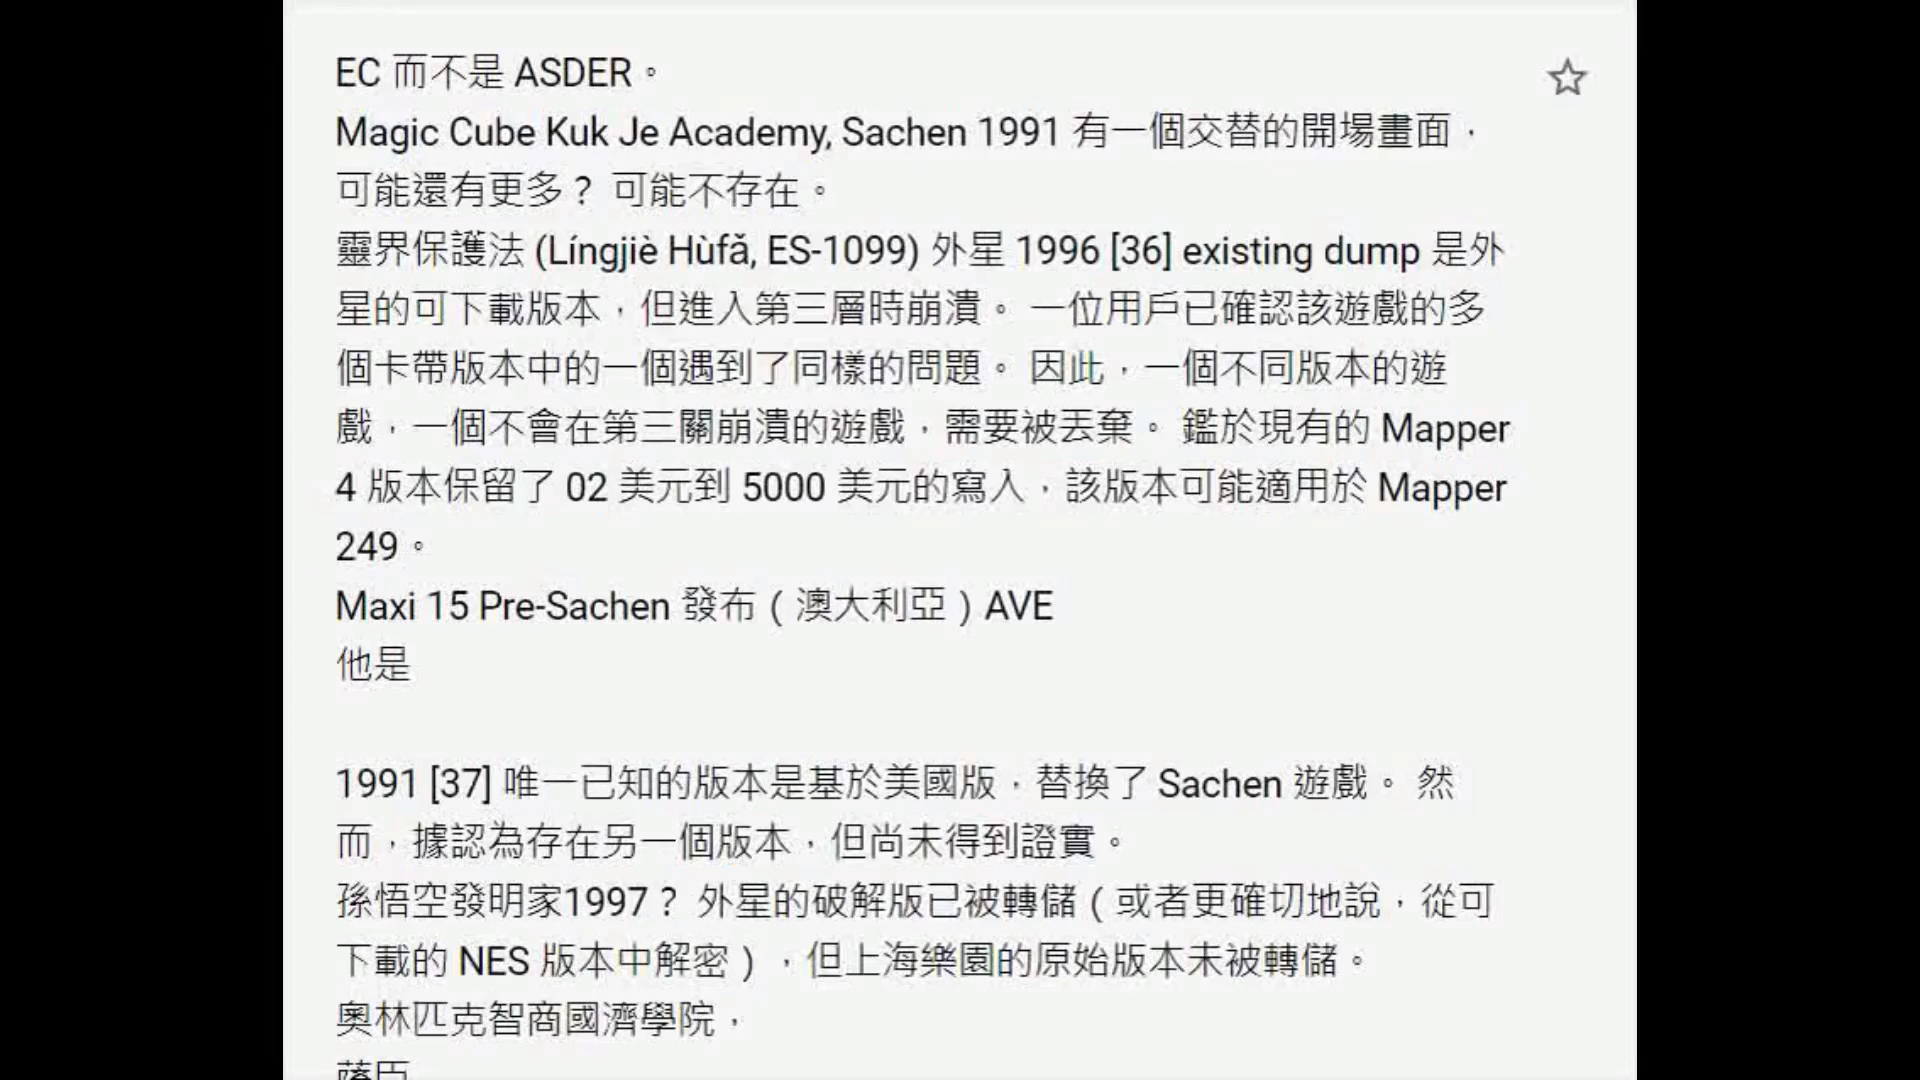 EC 而不是 ASDER。
Magic Cube Kuk Je Academy, Sachen 1991 有一個交替的開場畫面，
可能還有更多？ 可能不存在。
靈界保護法 (Língjiè Hùfǎ, ES-1099) 外星 1996 [36] existing dump 是外
星的可下載版本，但進入第三層時崩潰。 一位用戶已確認該遊戲的多
個卡帶版本中的一個遇到了同樣的問題。 因此，一個不同版本的遊
戲，一個不會在第三關崩潰的遊戲，需要被丟棄。 鑑於現有的 Mapper
4 版本保留了 02 美元到 5000 美元的寫入，該版本可能適用於 Mapper
249。
Maxi 15 Pre-Sachen 發布（澳大利亞）AVE
他是
1991 [37] 唯一已知的版本是基於美國版，替換了 Sachen 遊戲。 然
而，據認為存在另一個版本，但尚未得到證實。
孫悟空發明家1997？ 外星的破解版已被轉儲（或者更確切地說，從可
下載的 NES 版本中解密），但上海樂園的原始版本未被轉儲。
奧林匹克智商國濟學院，
薩臣